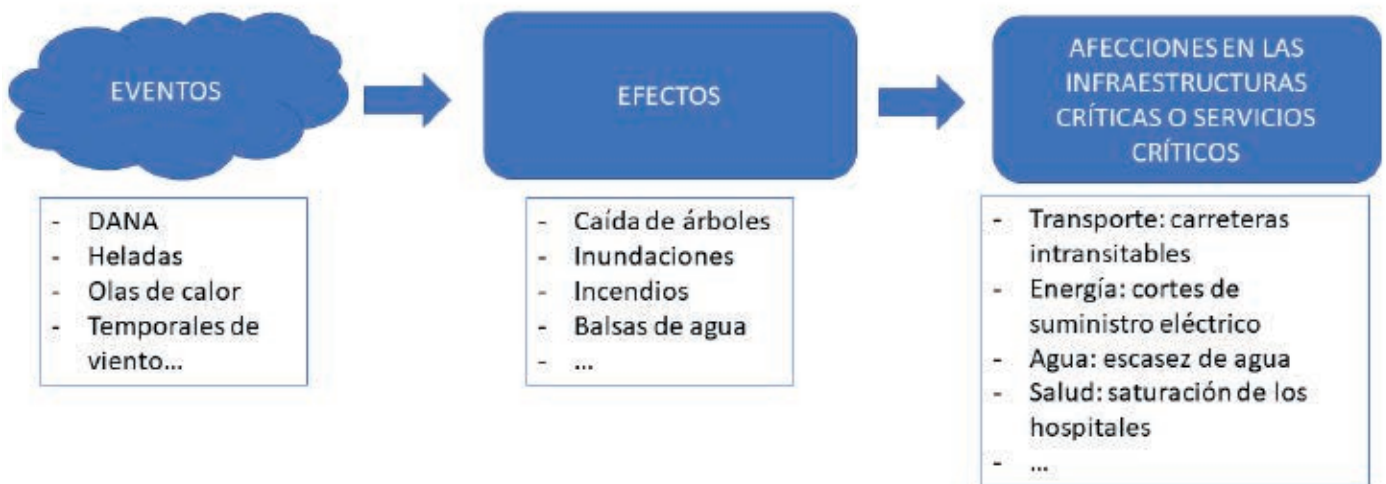 EVENTOS
- DANA
- Heladas
- Olas de calor
- Temporales de
viento...
EFECTOS
- Caída de árboles
- Inundaciones
- Incendios
- Balsas de agua
- ...
AFECCIONES EN LAS
INFRAESTRUCTURAS
CRÍTICAS O SERVICIOS
CRÍTICOS
- Transporte: carreteras
intransitables
- Energía: cortes de
suministro eléctrico
- Agua: escasez de agua
- Salud: saturación de los
hospitales
- ...